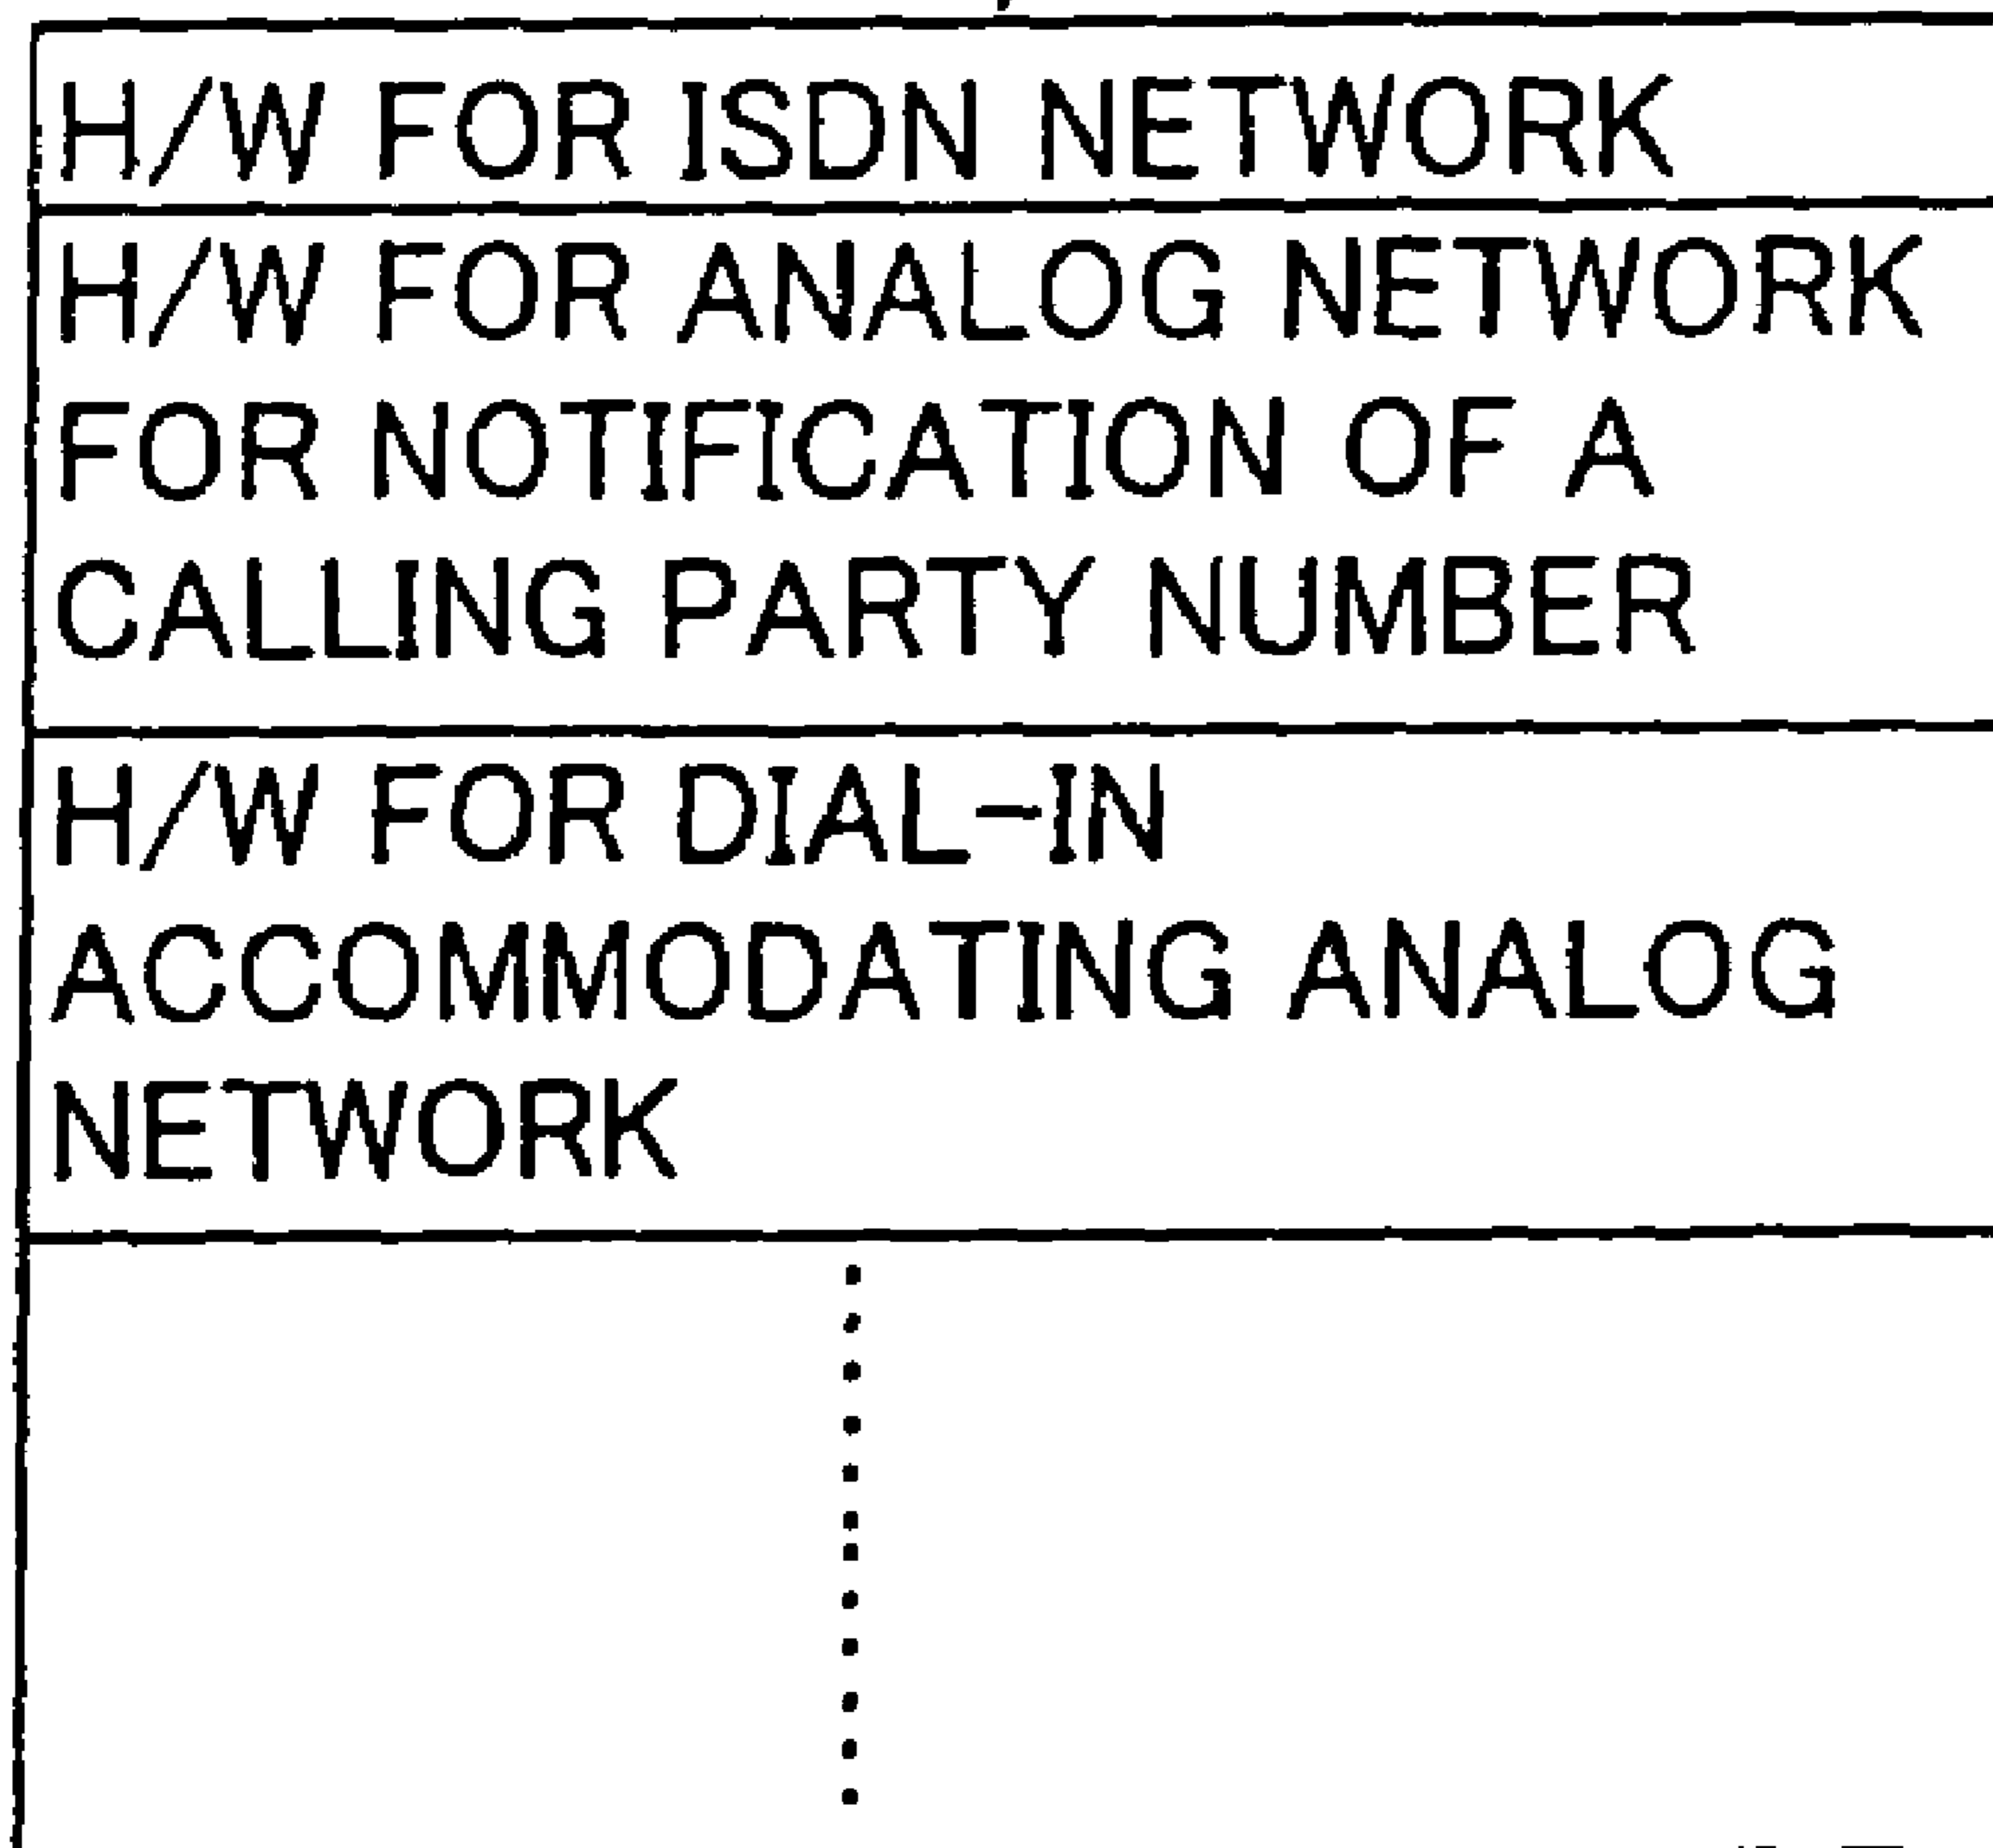 H/W FOR ISDN NETWORK
H/W FOR ANALOG NETWORK
FOR NOTIFICATION OF A
CALLING PARTY NUMBER
H/W FOR DIAL-IN
ACCOMMODATING ANALOG
NETWORK